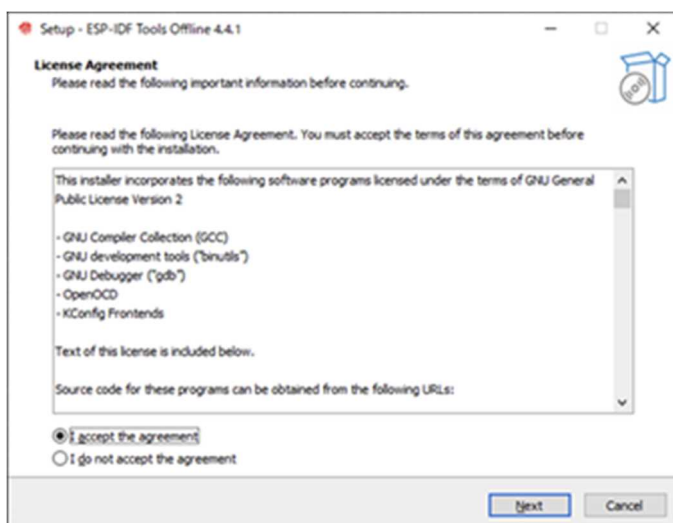 Setup - ESP-IDF Tools Offline 4.4.1
License Agreement
Please read the following important information before continuing.
Please read the following License Agreement. You must accept the terms of this agreement before
continuing with the installation.
This installer incorporates the following software programs licensed under the terms of GNU General
Public License Version 2
- GNU Compiler Collection (GCC)
- GNU development tools ("binutils")
- GNU Debugger ("gdb")
- OpenOCD
- KConfig Frontends
Text of this license is included below.
Source code for these programs can be obtained from the following URLs:
I accept the agreement
I do not accept the agreement
Next
Cancel